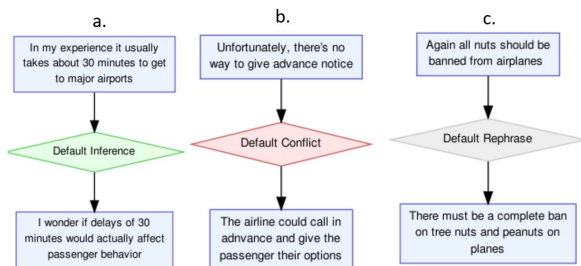 a.
In my experience it usually
takes about 30 minutes to get
to major airports
Default Inference
I wonder if delays of 30
minutes would actually affect
passenger behavior
b.
Unfortunately, there's no
way to give advance notice
Default Conflict
The airline could call in
adnvance and give the
passenger their options
c.
Again all nuts should be
banned from airplanes
Default Rephrase
There must be a complete ban
on tree nuts and peanuts on
planes